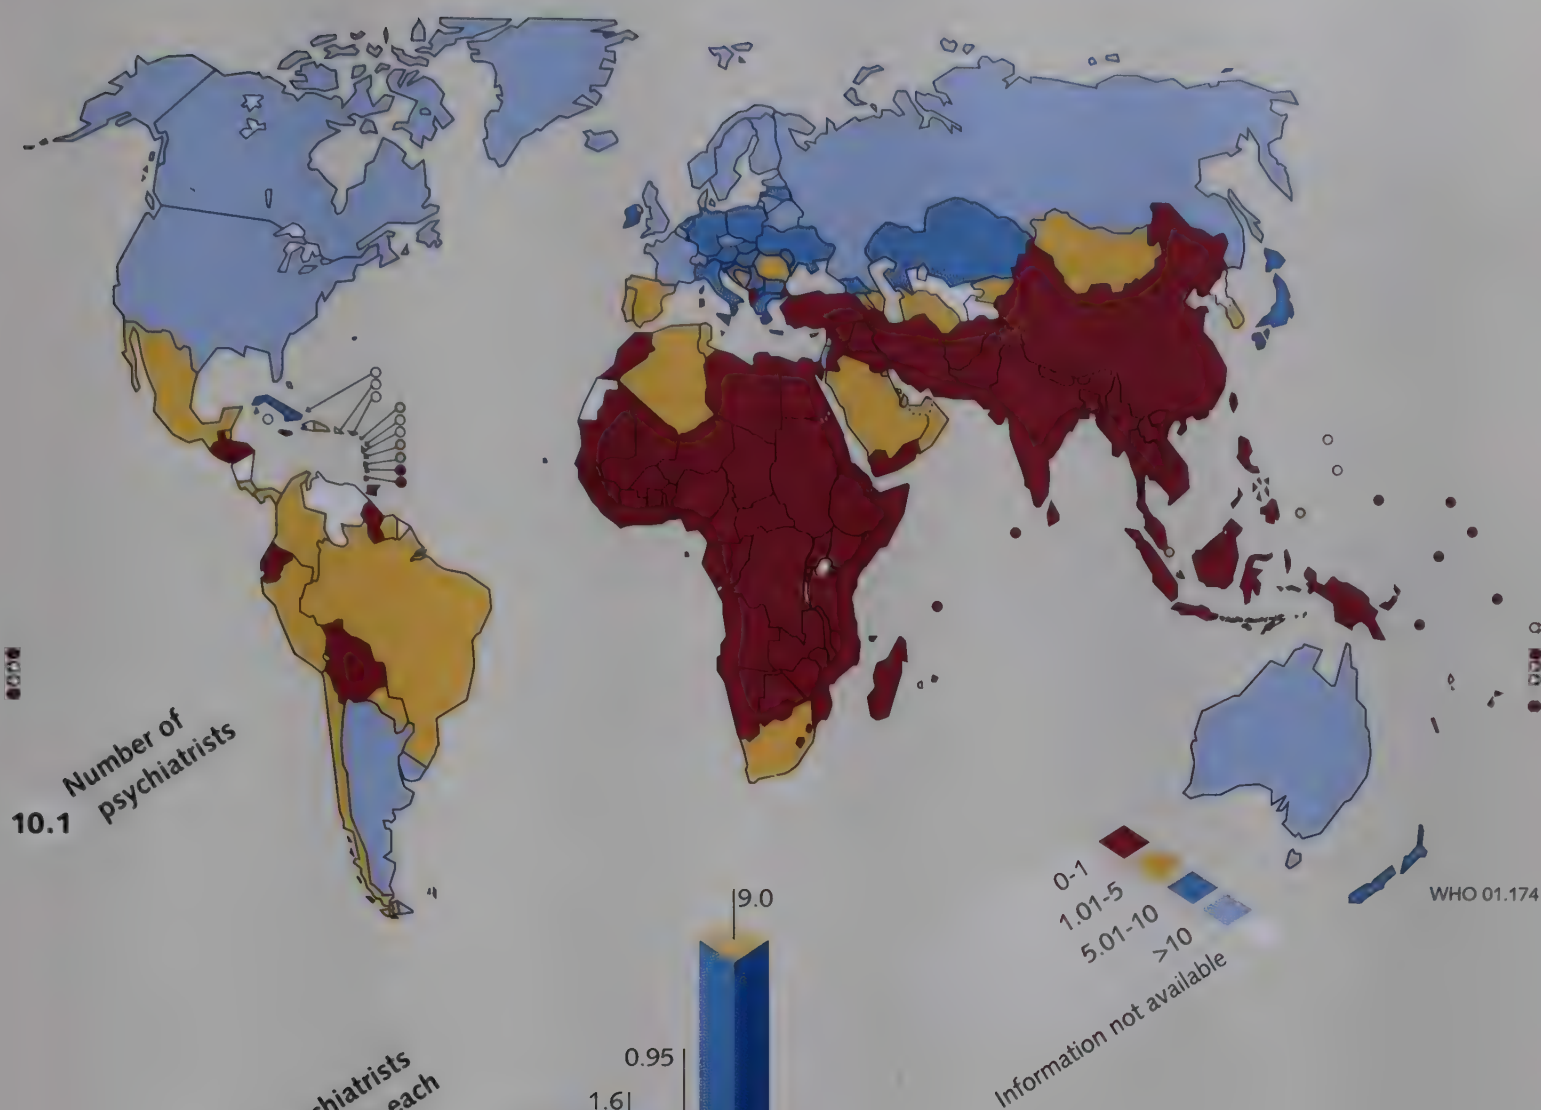 10.1
Number of
psychiatrists
0-1
1.01-5
5.01-10
>10
Information not available
WHO 01.174
9.0
0.95
1.6
each